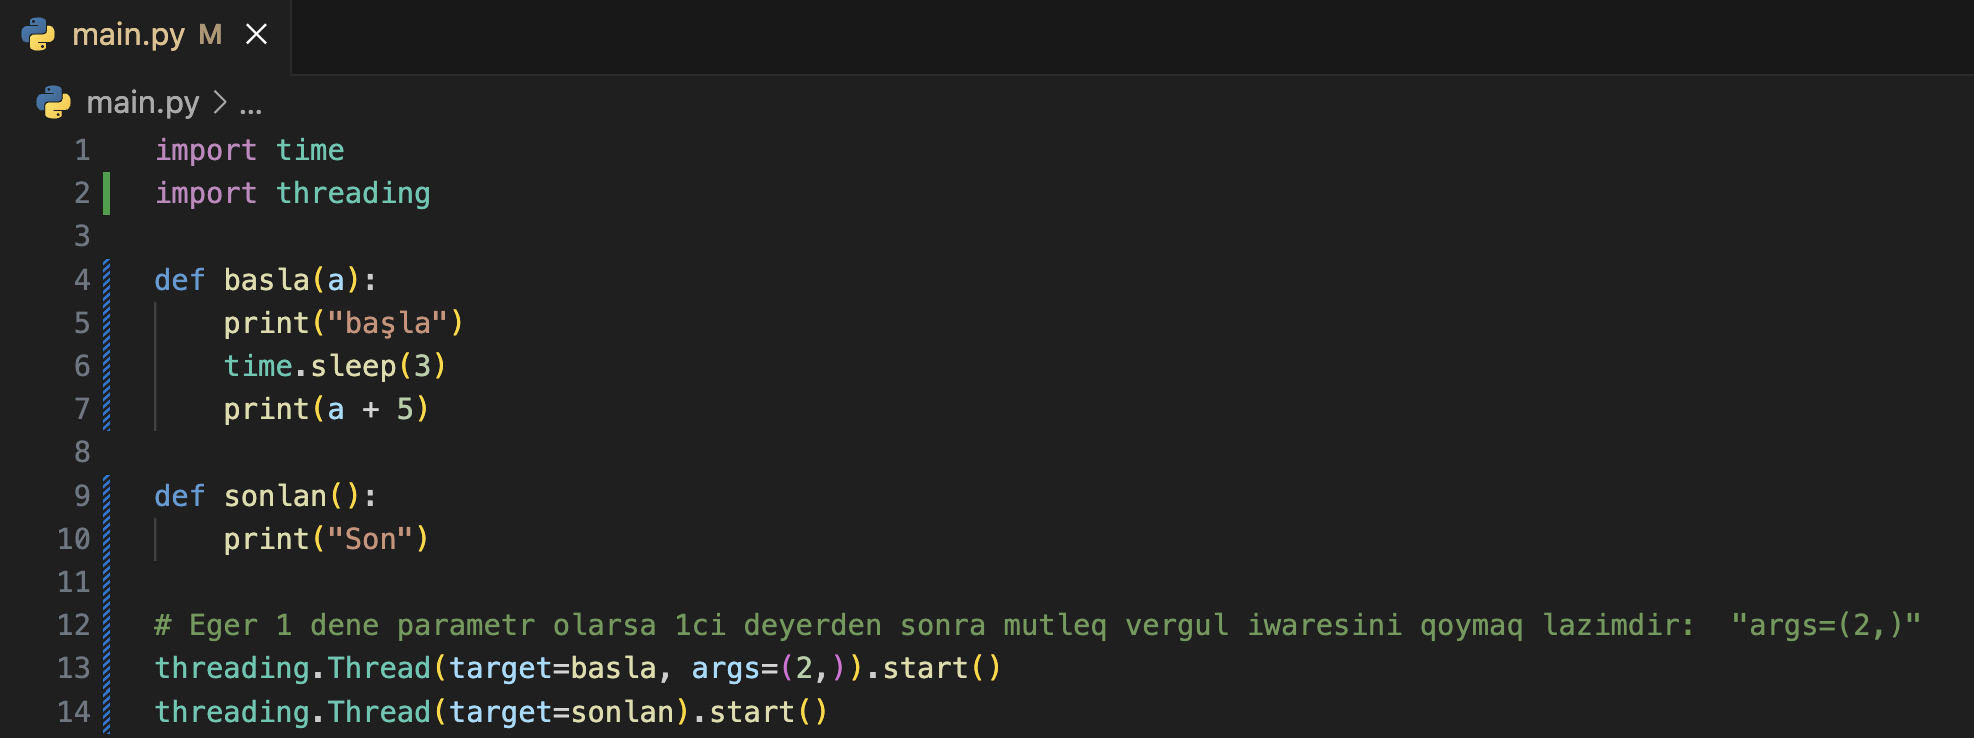 main.py M
main.py > ...
1 import time
2 import threading
3
4 def basla(a):
5     print("başla")
6     time.sleep(3)
7     print(a + 5)
8
9 def sonlan():
10     print("Son")
11
12 # Eger 1 dene parametr olarsa 1ci deyerden sonra mutleq vergul iwaresini qoymaq lazimdir:  "args=(2,)"
13 threading.Thread(target=basla, args=(2,)).start()
14 threading.Thread(target=sonlan).start()